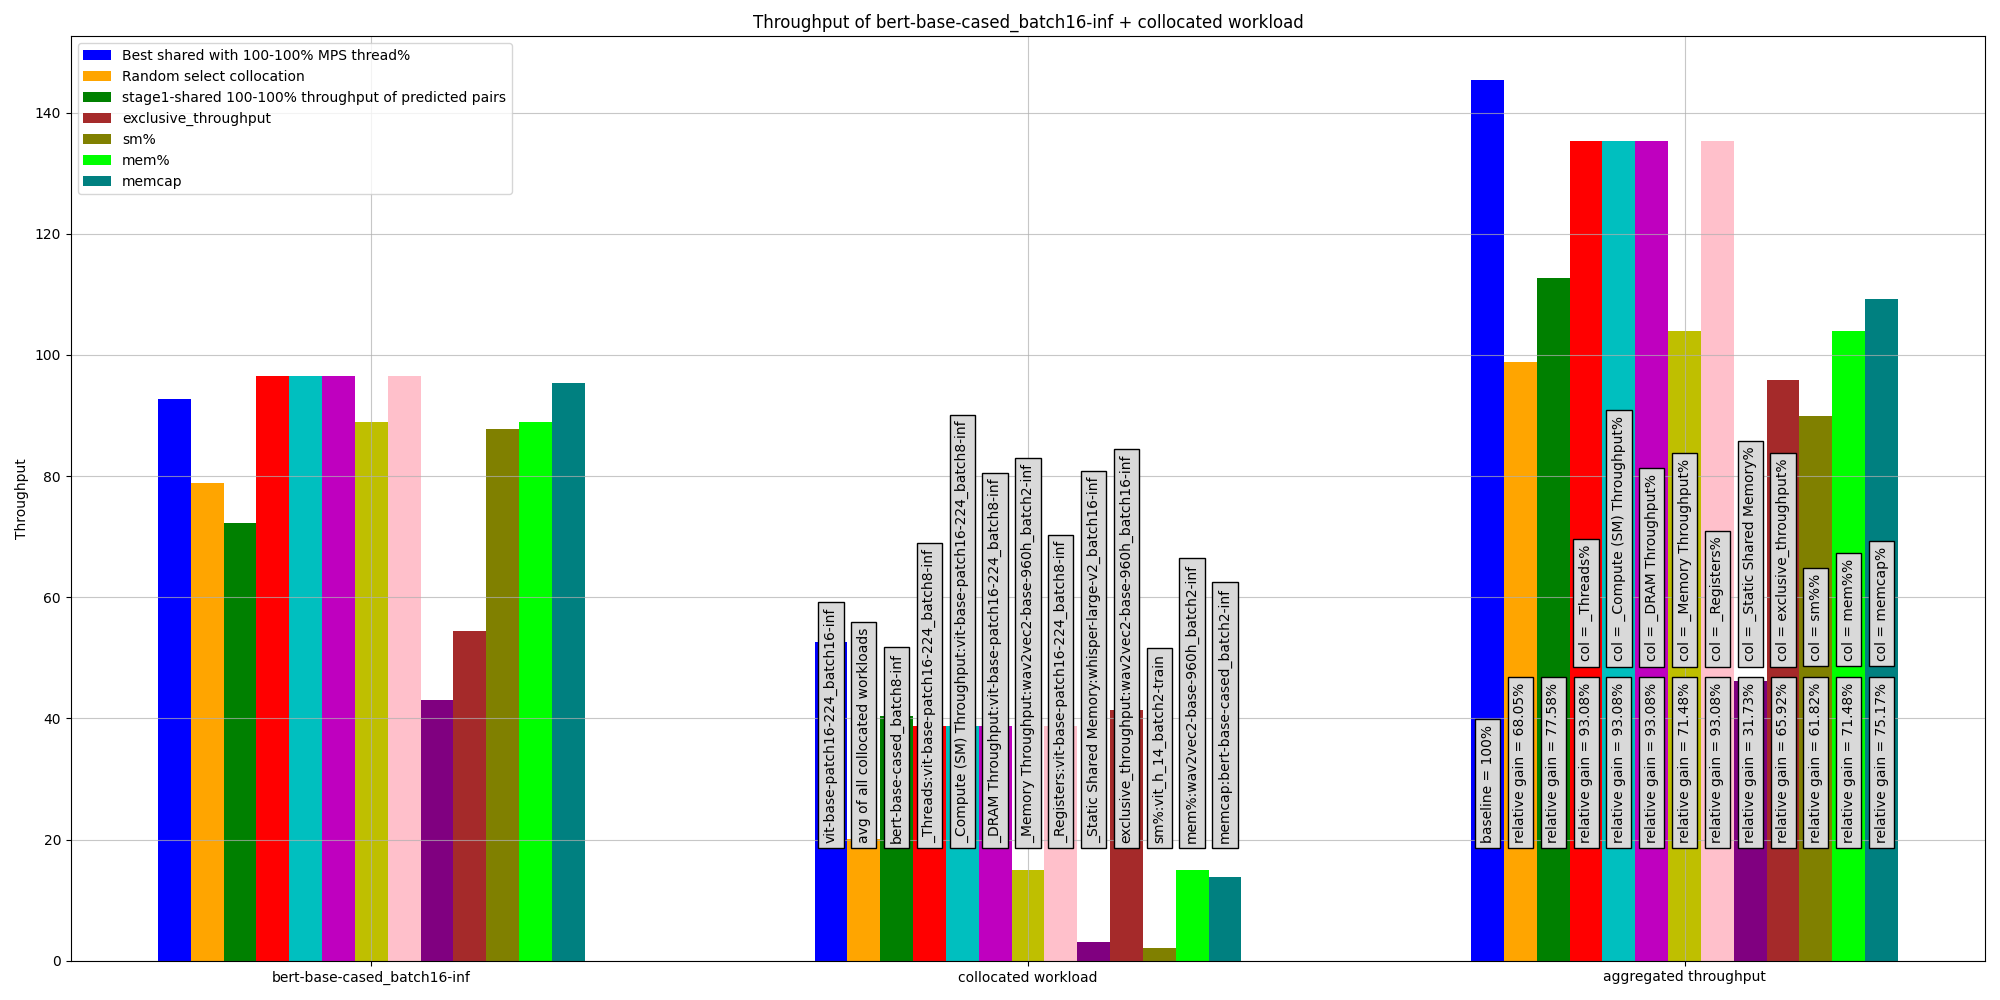 Throughput of bert-base-cased_batch16-inf + collocated workload
Best shared with 100-100% MPS thread%
Random select collocation
stage1-shared 100-100% throughput of predicted pairs
exclusive_throughput
sm%
mem%
memcap
Throughput
140
120
100
80
60
40
20
0
vit-base-patch16-224_batch16-inf
avg of all collocated workloads
bert-base-cased_batch8-inf
_Threads:vit-base-patch16-224_batch8-inf
_Compute (SM) Throughput:vit-base-patch16-224_batch8-inf
_DRAM Throughput:vit-base-patch16-224_batch8-inf
_Memory Throughput:wav2vec2-base-960h_batch2-inf
_Registers:vit-base-patch16-224_batch8-inf
_Static Shared Memory:whisper-large-v2_batch16-inf
exclusive_throughput:wav2vec2-base-960h_batch16-inf
sm%:vit_h_14_batch2-train
mem%:wav2vec2-base-960h_batch2-inf
memcap:bert-base-cased_batch2-inf
col = _Threads%
col = _Compute (SM) Throughput%
col = _DRAM Throughput%
col = _Memory Throughput%
col = _Registers%
col = _Static Shared Memory%
col = exclusive_throughput%
col = sm%%
col = mem%%
col = memcap%
baseline = 100%
relative gain = 68.05%
relative gain = 77.58%
relative gain = 93.08%
relative gain = 93.08%
relative gain = 93.08%
relative gain = 71.48%
relative gain = 93.08%
relative gain = 31.73%
relative gain = 65.92%
relative gain = 61.82%
relative gain = 71.48%
relative gain = 75.17%
bert-base-cased_batch16-inf
collocated workload
aggregated throughput